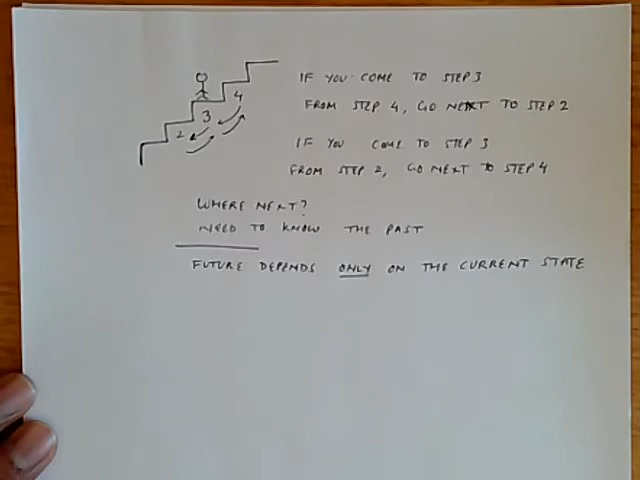 IF YOU COME TO STEP 3
FROM STEP 4, GO NEXT TO STEP 2
IF YOU COME TO STEP 3
FROM STEP 2, GO NEXT TO STEP 4
2 3 4
WHERE NEXT?
NEED TO KNOW THE PAST
FUTURE DEPENDS ONLY ON THE CURRENT STATE